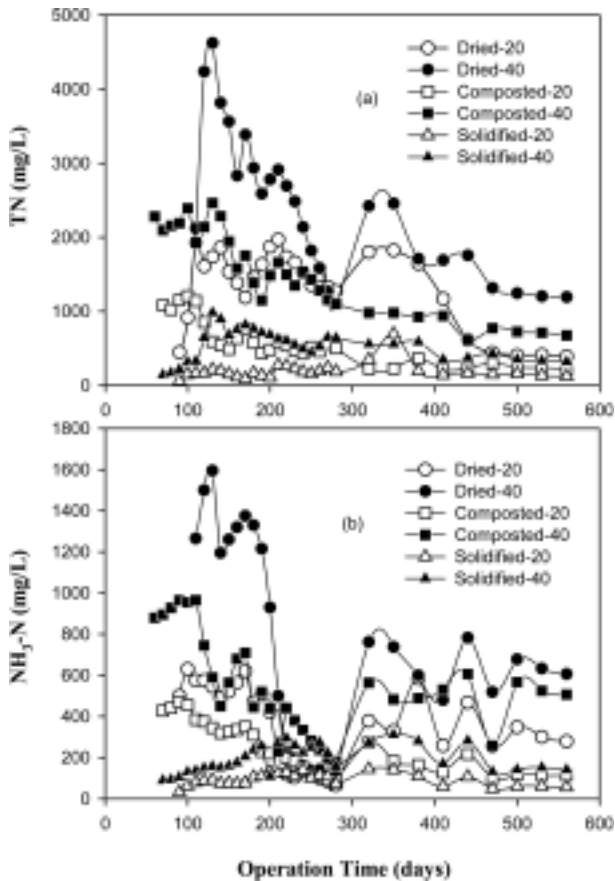 5000
4000
3000
2000
1000
0
TN (mg/L)
(a)
Dried-20
Dried-40
Composted-20
Composted-40
Solidified-20
Solidified-40
0 100 200 300 400 500 600
1800
1600
1400
1200
1000
800
600
400
200
0
NH3-N (mg/L)
(b)
Dried-20
Dried-40
Composted-20
Composted-40
Solidified-20
Solidified-40
0 100 200 300 400 500 600
Operation Time (days)